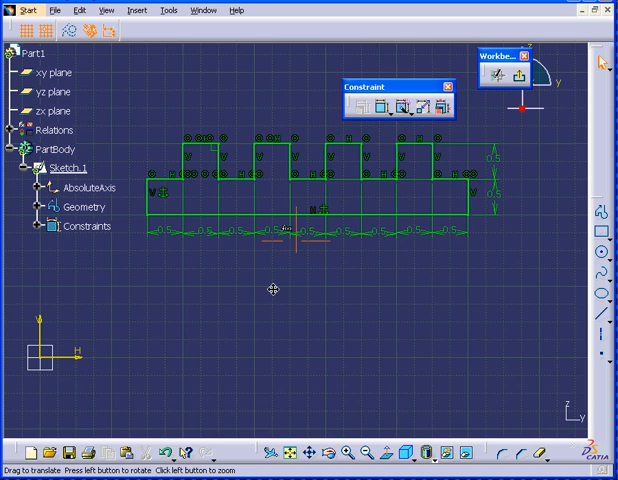 Start File Edit View Insert Tools Window Help
Part1
xy plane
yz plane
zx plane
Relations
PartBody
Sketch.1
AbsoluteAxis
Geometry
Constraints
Workbe...
Constraint
z
y
H H H H
V V V V V V V V
H H H H H
0.5
V V 0.5
H
0.5 0.5 0.5 0.5 0.5 0.5 0.5 0.5 0.5
V
H
z
y
CATIA
Drag to translate Press left button to rotate Click left button to zoom